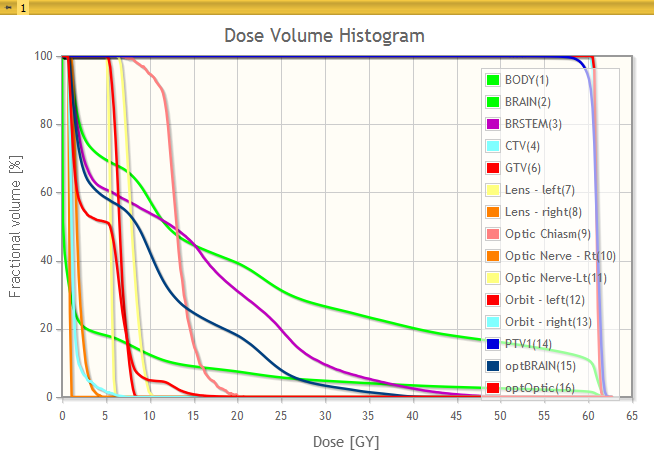 1
Dose Volume Histogram
Fractional volume [%]
100
80
60
40
20
0
0 5 10 15 20 25 30 35 40 45 50 55 60 65
Dose [GY]
BODY(1)
BRAIN(2)
BRSTEM(3)
CTV(4)
GTV(6)
Lens - left(7)
Lens - right(8)
Optic Chiasm(9)
Optic Nerve - Rt(10)
Optic Nerve-Lt(11)
Orbit - left(12)
Orbit - right(13)
PTV1(14)
optBRAIN(15)
optOptic(16)